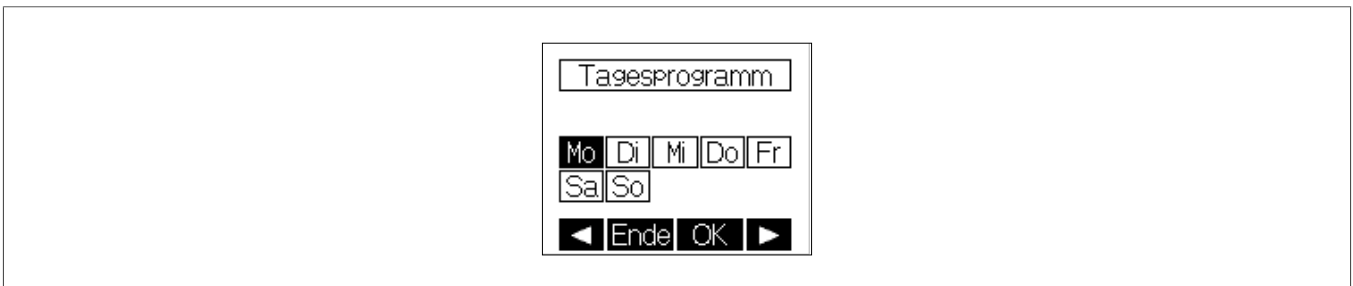 Tagesprogramm
Mo Di Mi Do Fr
Sa So
◄ Ende OK ►